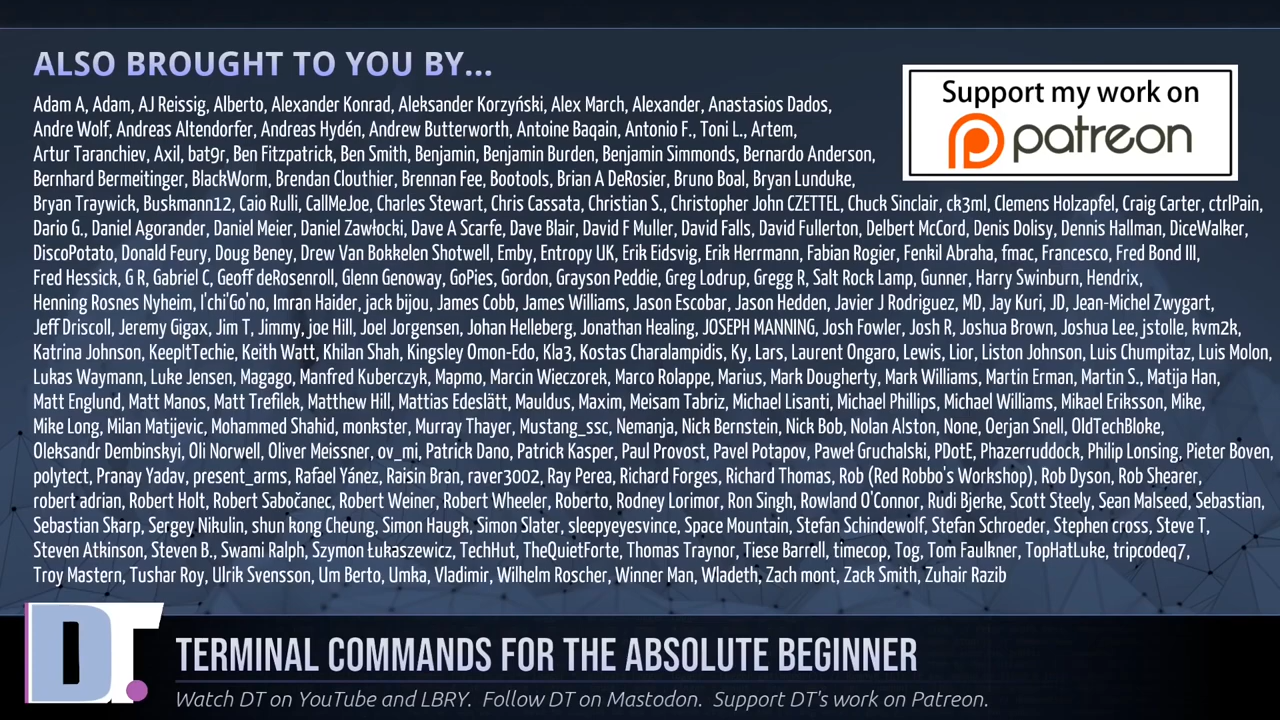 ALSO BROUGHT TO YOU BY...
Support my work on
patreon
Adam A, Adam, AJ Reissig, Alberto, Alexander Konrad, Aleksander Korzyński, Alex March, Alexander, Anastasios Dados,
Andre Wolf, Andreas Altendorfer, Andreas Hydén, Andrew Butterworth, Antoine Baqain, Antonio F., Toni L., Artem,
Artur Taranchiev, Axil, bat9r, Ben Fitzpatrick, Ben Smith, Benjamin, Benjamin Burden, Benjamin Simmonds, Bernardo Anderson,
Bernhard Bermeitinger, BlackWorm, Brendan Clouthier, Brennan Fee, Bootools, Brian A DeRosier, Bruno Boal, Bryan Lunduke,
Bryan Traywick, Buskmann12, Caio Rulli, CallMeJoe, Charles Stewart, Chris Cassata, Christian S., Christopher John CZETTEL, Chuck Sinclair, ck3ml, Clemens Holzapfel, Craig Carter, ctrlPain,
Dario G., Daniel Agorander, Daniel Meier, Daniel Zawłocki, Dave A Scarfe, Dave Blair, David F Muller, David Falls, David Fullerton, Delbert McCord, Denis Dolisy, Dennis Hallman, DiceWalker,
DiscoPotato, Donald Feury, Doug Beney, Drew Van Bokkelen Shotwell, Emby, Entropy UK, Erik Eidsvig, Erik Herrmann, Fabian Rogier, Fenkil Abraha, fmac, Francesco, Fred Bond III,
Fred Hessick, G R, Gabriel C, Geoff deRosenroll, Glenn Genoway, GoPies, Gordon, Grayson Peddie, Greg Lodrup, Gregg R, Salt Rock Lamp, Gunner, Harry Swinburn, Hendrix,
Henning Rosnes Nyheim, I'chi'Go'no, Imran Haider, jack bijou, James Cobb, James Williams, Jason Escobar, Jason Hedden, Javier J Rodriguez, MD, Jay Kuri, JD, Jean-Michel Zwygart,
Jeff Driscoll, Jeremy Gigax, Jim T, Jimmy, joe Hill, Joel Jorgensen, Johan Helleberg, Jonathan Healing, JOSEPH MANNING, Josh Fowler, Josh R, Joshua Brown, Joshua Lee, jstolle, kvm2k,
Katrina Johnson, KeepItTechie, Keith Watt, Khilan Shah, Kingsley Omon-Edo, Kla3, Kostas Charalampidis, Ky, Lars, Laurent Ongaro, Lewis, Lior, Liston Johnson, Luis Chumpitaz, Luis Molon,
Lukas Waymann, Luke Jensen, Magago, Manfred Kuberczyk, Mapmo, Marcin Wieczorek, Marco Rolappe, Marius, Mark Dougherty, Mark Williams, Martin Erman, Martin S., Matija Han,
Matt Englund, Matt Manos, Matt Trefilek, Matthew Hill, Mattias Edeslätt, Mauldus, Maxim, Meisam Tabriz, Michael Lisanti, Michael Phillips, Michael Williams, Mikael Eriksson, Mike,
Mike Long, Milan Matijevic, Mohammed Shahid, monkster, Murray Thayer, Mustang_ssc, Nemanja, Nick Bernstein, Nick Bob, Nolan Alston, None, Oerjan Snell, OldTechBloke,
Oleksandr Dembinskyi, Oli Norwell, Oliver Meissner, ov_mi, Patrick Dano, Patrick Kasper, Paul Provost, Pavel Potapov, Paweł Gruchalski, PDotE, Phazerruddock, Philip Lonsing, Pieter Boven,
polytect, Pranay Yadav, present_arms, Rafael Yánez, Raisin Bran, raver3002, Ray Perea, Richard Forges, Richard Thomas, Rob (Red Robbo's Workshop), Rob Dyson, Rob Shearer,
robert adrian, Robert Holt, Robert Sabočanec, Robert Weiner, Robert Wheeler, Roberto, Rodney Lorimor, Ron Singh, Rowland O'Connor, Rudi Bjerke, Scott Steely, Sean Malseed, Sebastian,
Sebastian Skarp, Sergey Nikulin, shun kong Cheung, Simon Haugk, Simon Slater, sleepyeyesvince, Space Mountain, Stefan Schindewolf, Stefan Schroeder, Stephen cross, Steve T,
Steven Atkinson, Steven B., Swami Ralph, Szymon Łukaszewicz, TechHut, TheQuietForte, Thomas Traynor, Tiese Barrell, timecop, Tog, Tom Faulkner, TopHatLuke, tripcodeq7,
Troy Mastern, Tushar Roy, Ulrik Svensson, Um Berto, Umka, Vladimir, Wilhelm Roscher, Winner Man, Wladeth, Zach mont, Zack Smith, Zuhair Razib
DT.
TERMINAL COMMANDS FOR THE ABSOLUTE BEGINNER
Watch DT on YouTube and LBRY. Follow DT on Mastodon. Support DT's work on Patreon.